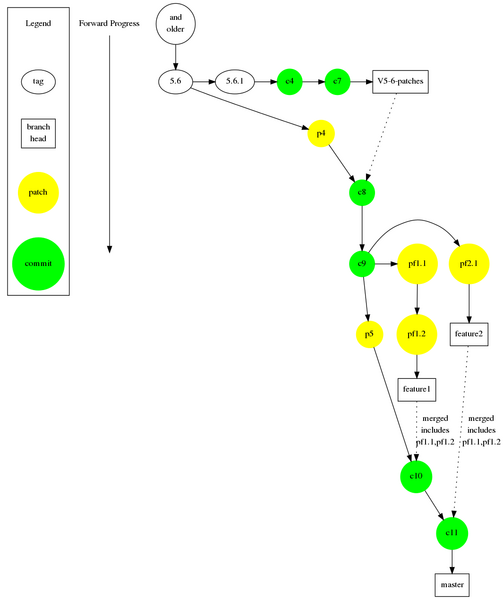 Legend
Forward Progress
and
older
tag
5.6
5.6.1
c4
c7
V5-6-patches
branch
head
p4
patch
c8
commit
c9
pf1.1
pf2.1
p5
pf1.2
feature2
feature1
merged
includes
pf1.1,pf1.2
merged
includes
pf1.1,pf1.2
c10
c11
master